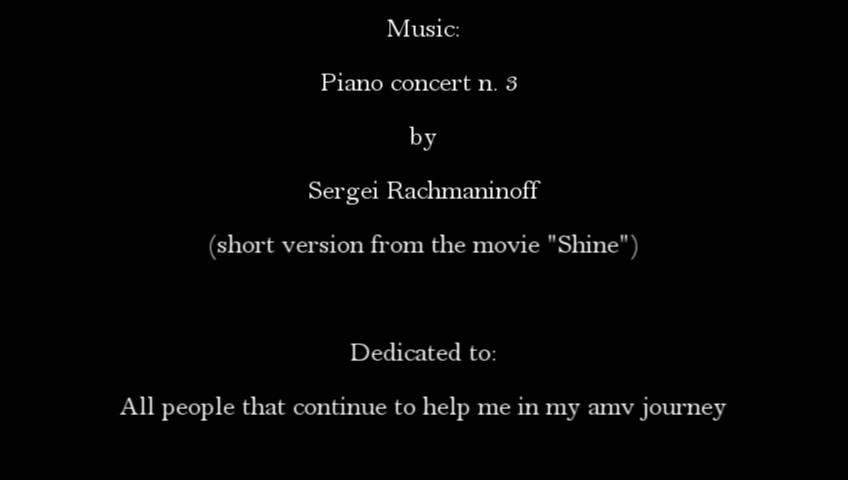 Music:
Piano concert n. 3
by
Sergei Rachmaninoff
(short version from the movie "Shine")
Dedicated to:
All people that continue to help me in my amv journey